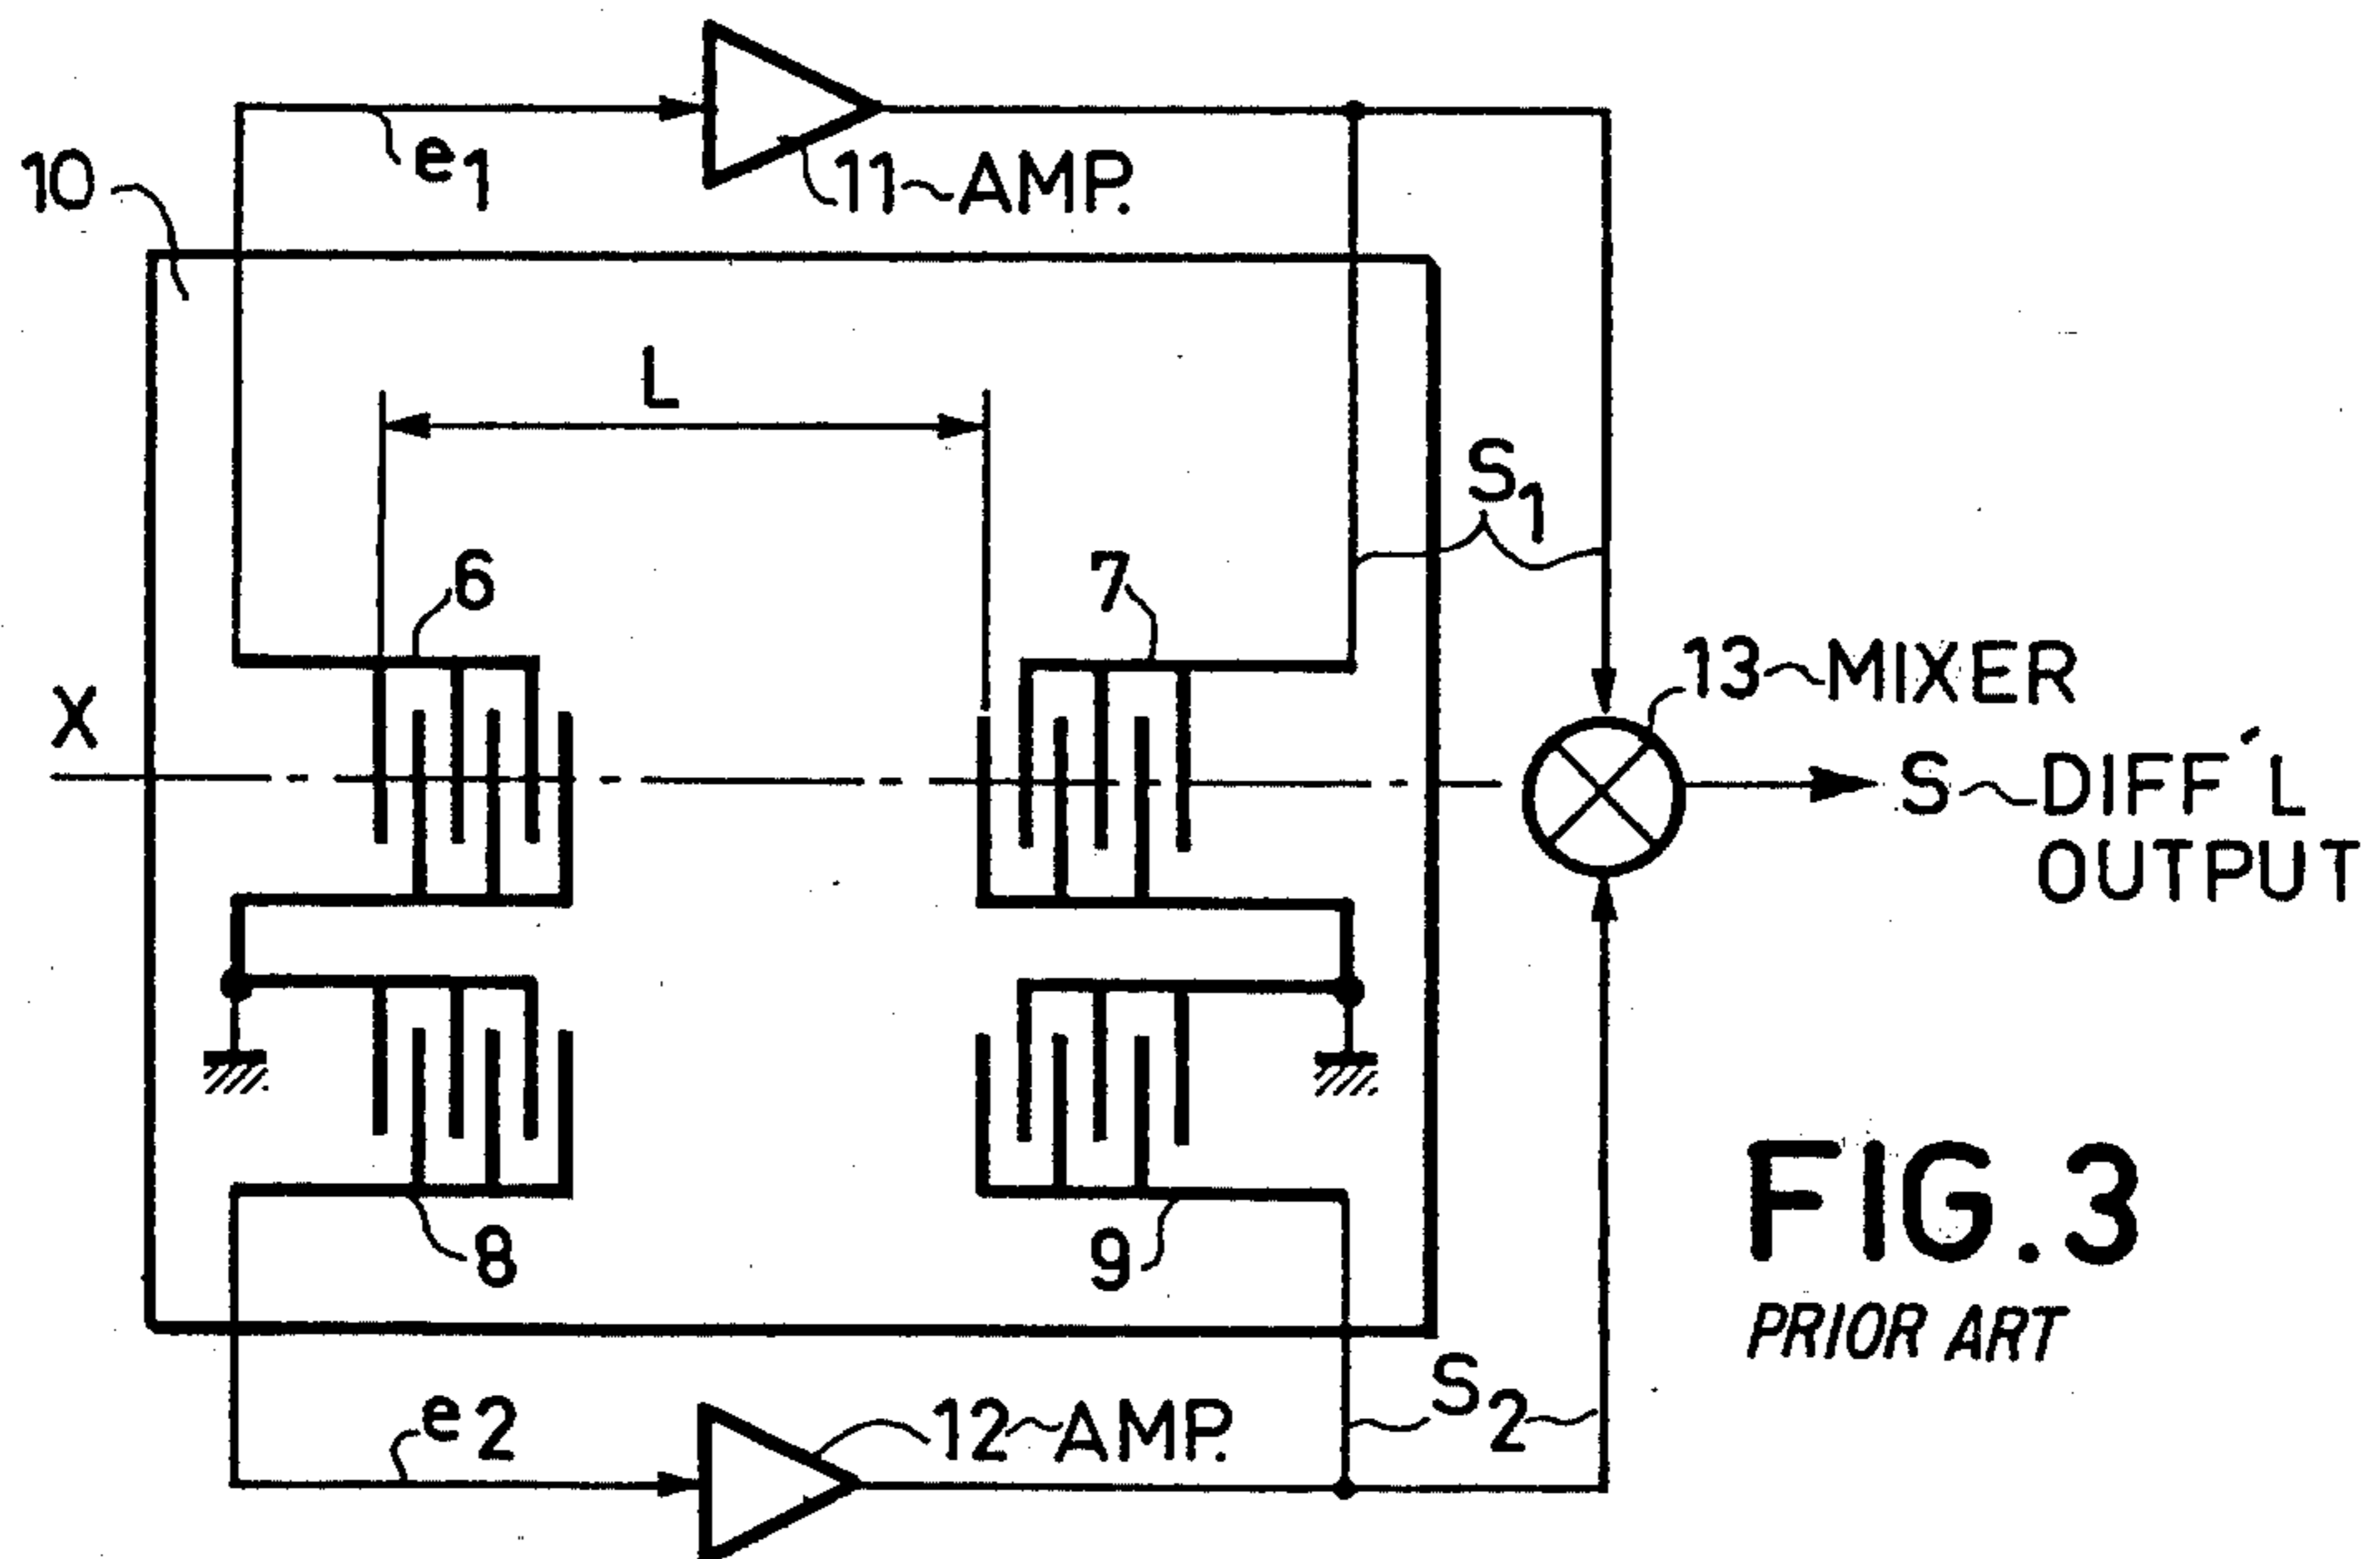 e1
11~AMP.
10
L
S1
6
7
X
13~MIXER
S~DIFF'L
OUTPUT
8
9
FIG.3
PRIOR ART
e2
12~AMP.
S2